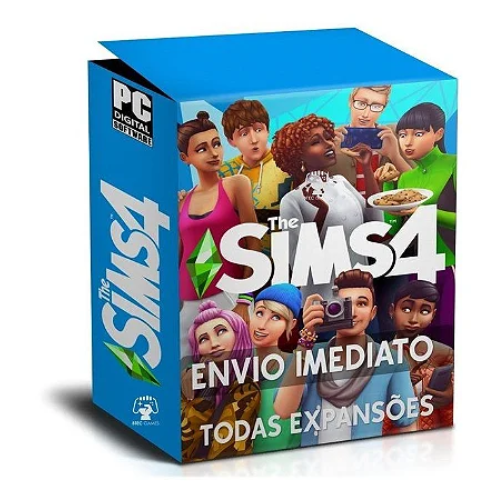 PC
DIGITAL
SOFTWARE
The
SIMS4
The
SIMS4
ENVIO IMEDIATO
TODAS EXPANSÕES